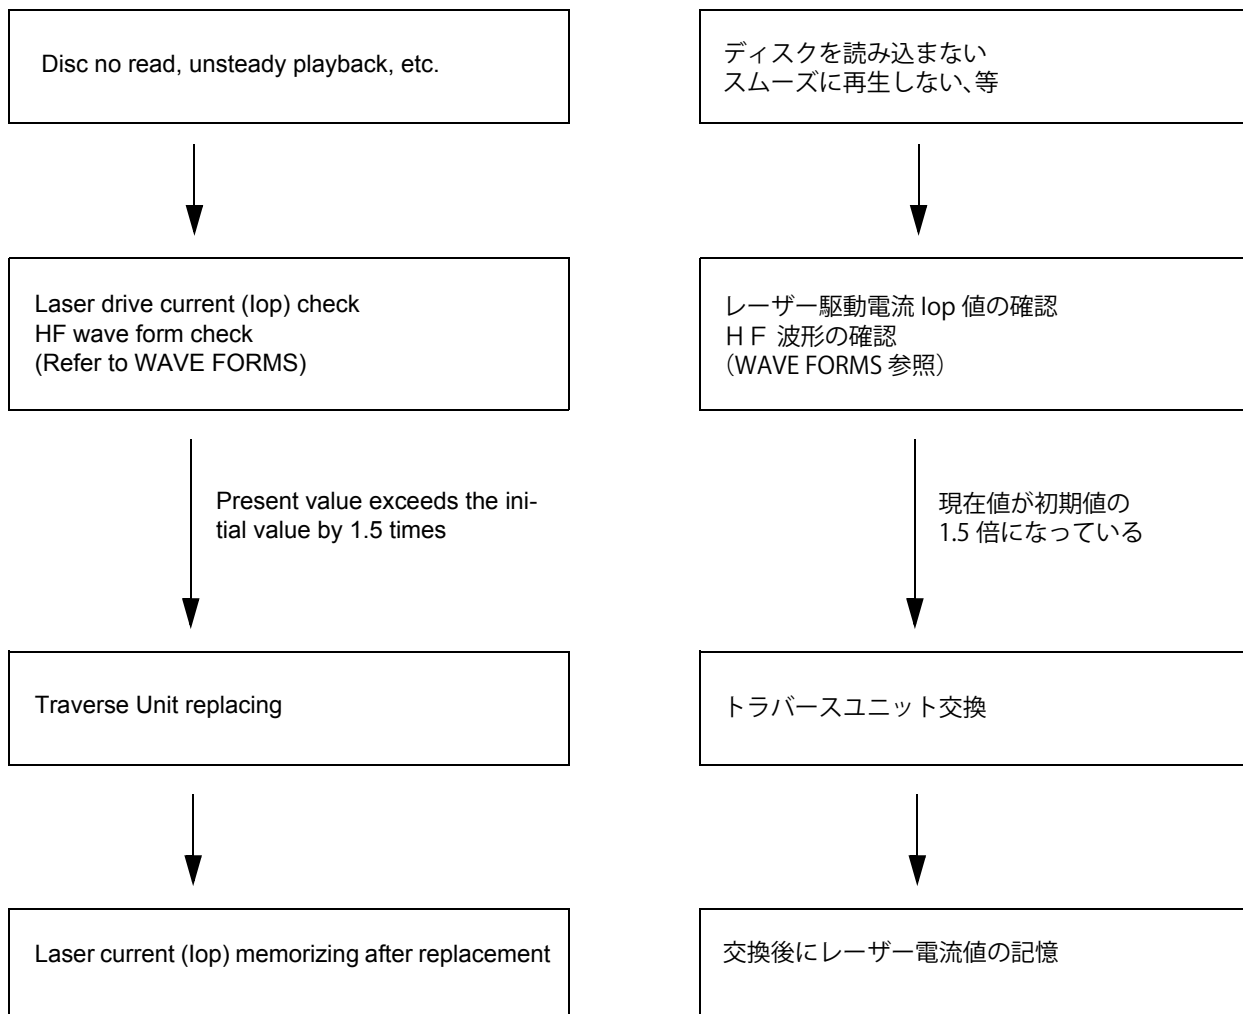 Disc no read, unsteady playback, etc.
Laser drive current (Iop) check
HF wave form check
(Refer to WAVE FORMS)
Present value exceeds the ini-
tial value by 1.5 times
Traverse Unit replacing
Laser current (Iop) memorizing after replacement
ディスクを読み込まない
スムーズに再生しない、等
レーザー駆動電流 Iop 値の確認
ＨＦ 波形の確認
（WAVE FORMS 参照）
現在値が初期値の
1.5 倍になっている
トラバースユニット交換
交換後にレーザー電流値の記憶